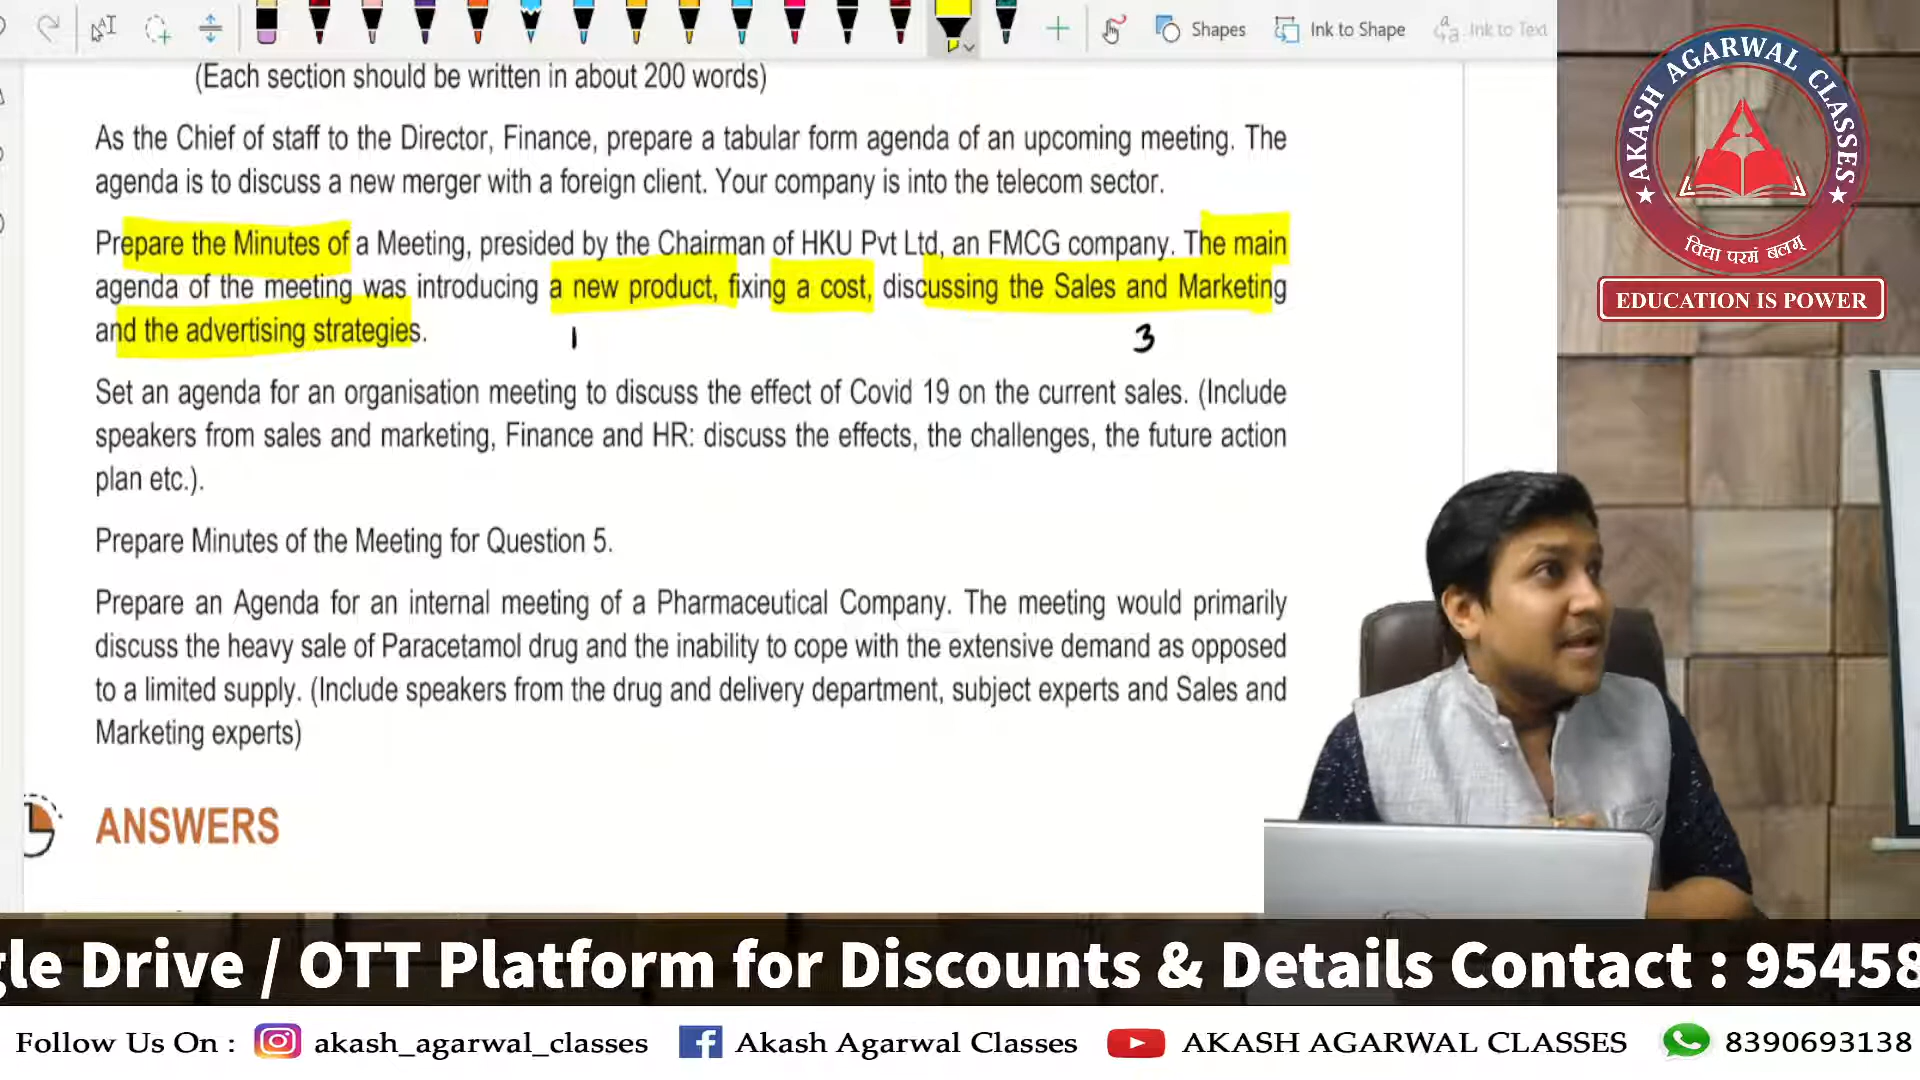 Shapes
Ink to Shape
Ink to Text
(Each section should be written in about 200 words)
As the Chief of staff to the Director, Finance, prepare a tabular form agenda of an upcoming meeting. The
agenda is to discuss a new merger with a foreign client. Your company is into the telecom sector.
Prepare the Minutes of a Meeting, presided by the Chairman of HKU Pvt Ltd, an FMCG company. The main
agenda of the meeting was introducing a new product, fixing a cost, discussing the Sales and Marketing
and the advertising strategies.
1
3
Set an agenda for an organisation meeting to discuss the effect of Covid 19 on the current sales. (Include
speakers from sales and marketing, Finance and HR: discuss the effects, the challenges, the future action
plan etc.).
Prepare Minutes of the Meeting for Question 5.
Prepare an Agenda for an internal meeting of a Pharmaceutical Company. The meeting would primarily
discuss the heavy sale of Paracetamol drug and the inability to cope with the extensive demand as opposed
to a limited supply. (Include speakers from the drug and delivery department, subject experts and Sales and
Marketing experts)
ANSWERS
AKASH AGARWAL CLASSES
विद्या परमं बलम्
EDUCATION IS POWER
gle Drive / OTT Platform for Discounts & Details Contact : 95458
Follow Us On : akash_agarwal_classes Akash Agarwal Classes AKASH AGARWAL CLASSES 8390693138